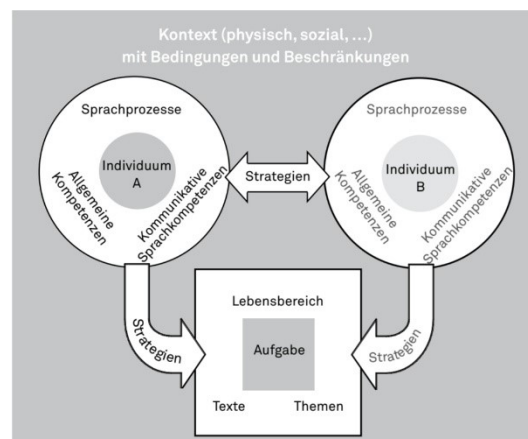 Kontext (physisch, sozial, ...)
mit Bedingungen und Beschränkungen
Sprachprozesse
Individuum
A
Allgemeine
Kompetenzen
Kommunikative
Sprachkompetenzen
Strategien
Sprachprozesse
Individuum
B
Allgemeine
Kompetenzen
Kommunikative
Sprachkompetenzen
Strategien
Lebensbereich
Aufgabe
Texte
Themen
Strategien